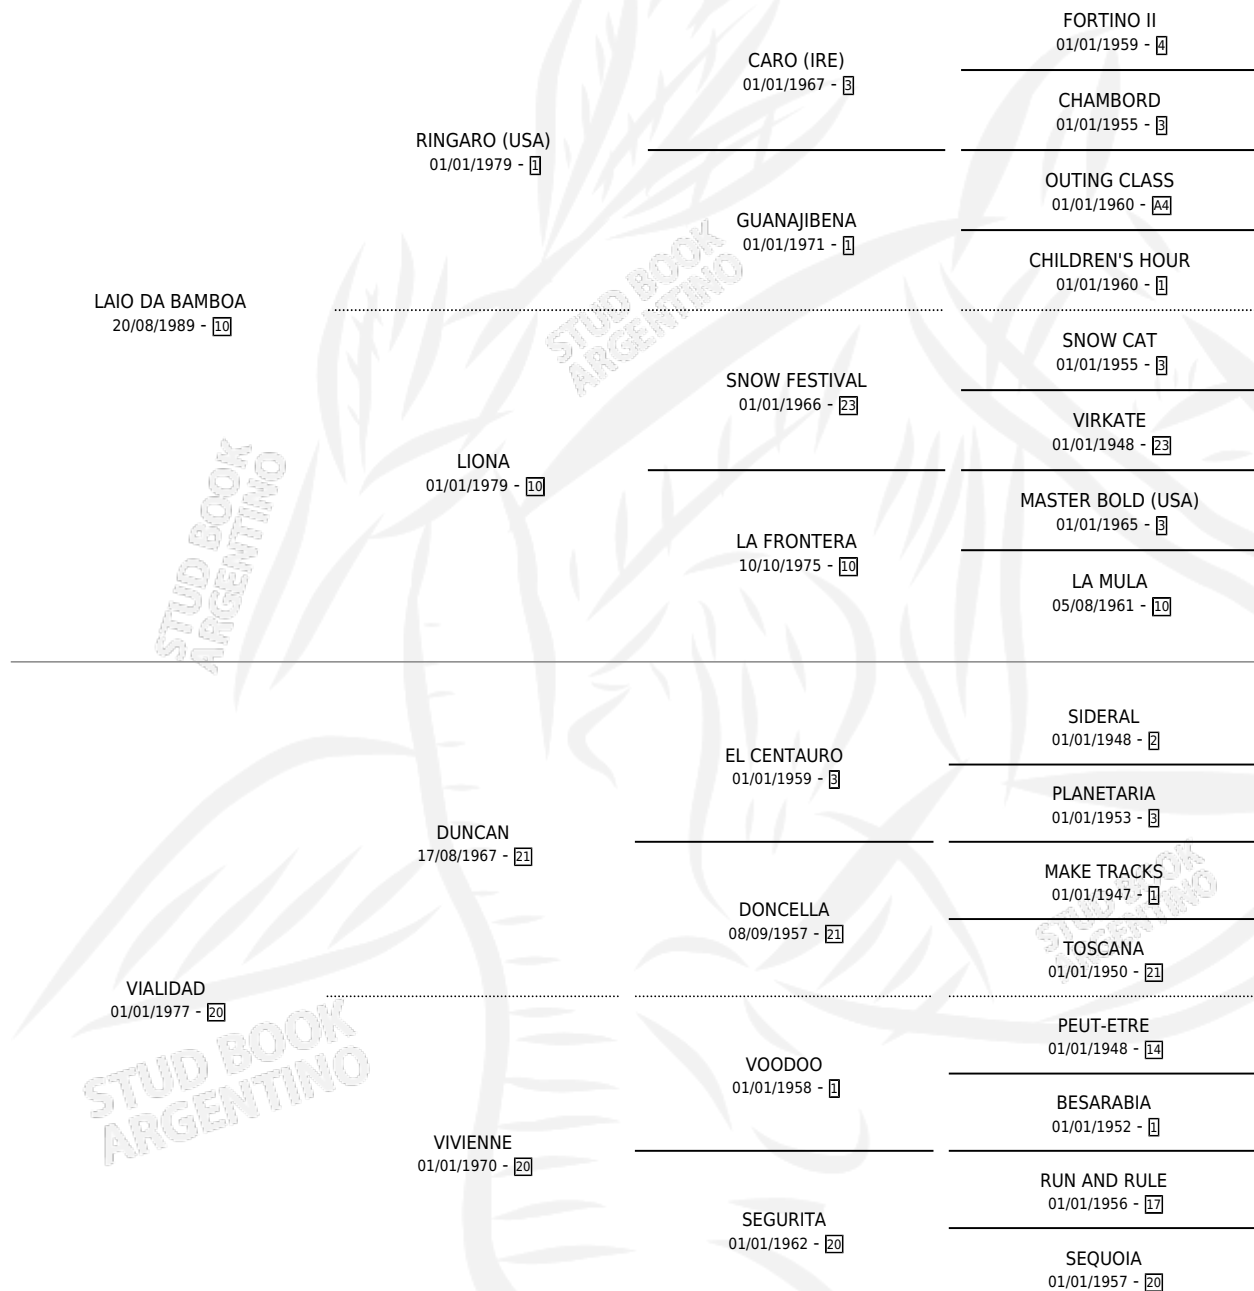 FORTINO II
01/01/1959 - 4
CARO (IRE)
01/01/1967 - 3
CHAMBORD
01/01/1955 - 3
RINGARO (USA)
01/01/1979 - 1
OUTING CLASS
01/01/1960 - A4
GUANAJIBENA
01/01/1971 - 1
CHILDREN'S HOUR
01/01/1960 - 1
LAIO DA BAMBOA
20/08/1989 - 10
STUD BOOK
ARGENTINO
SNOW CAT
01/01/1955 - 3
SNOW FESTIVAL
01/01/1966 - 23
VIRKATE
01/01/1948 - 23
LIONA
01/01/1979 - 10
MASTER BOLD (USA)
01/01/1965 - 3
LA FRONTERA
10/10/1975 - 10
LA MULA
05/08/1961 - 10
STUD BOOK
ARGENTINO
SIDERAL
01/01/1948 - 2
EL CENTAURO
01/01/1959 - 3
PLANETARIA
01/01/1953 - 3
DUNCAN
17/08/1967 - 21
MAKE TRACKS
01/01/1947 - 1
DONCELLA
08/09/1957 - 21
STUD BOOK
ARGENTINO
TOSCANA
01/01/1950 - 21
VIALIDAD
01/01/1977 - 20
PEUT-ETRE
01/01/1948 - 14
VOODOO
01/01/1958 - 1
BESARABIA
01/01/1952 - 1
STUD BOOK
ARGENTINO
VIVIENNE
01/01/1970 - 20
RUN AND RULE
01/01/1956 - 17
SEGURITA
01/01/1962 - 20
SEQUOIA
01/01/1957 - 20